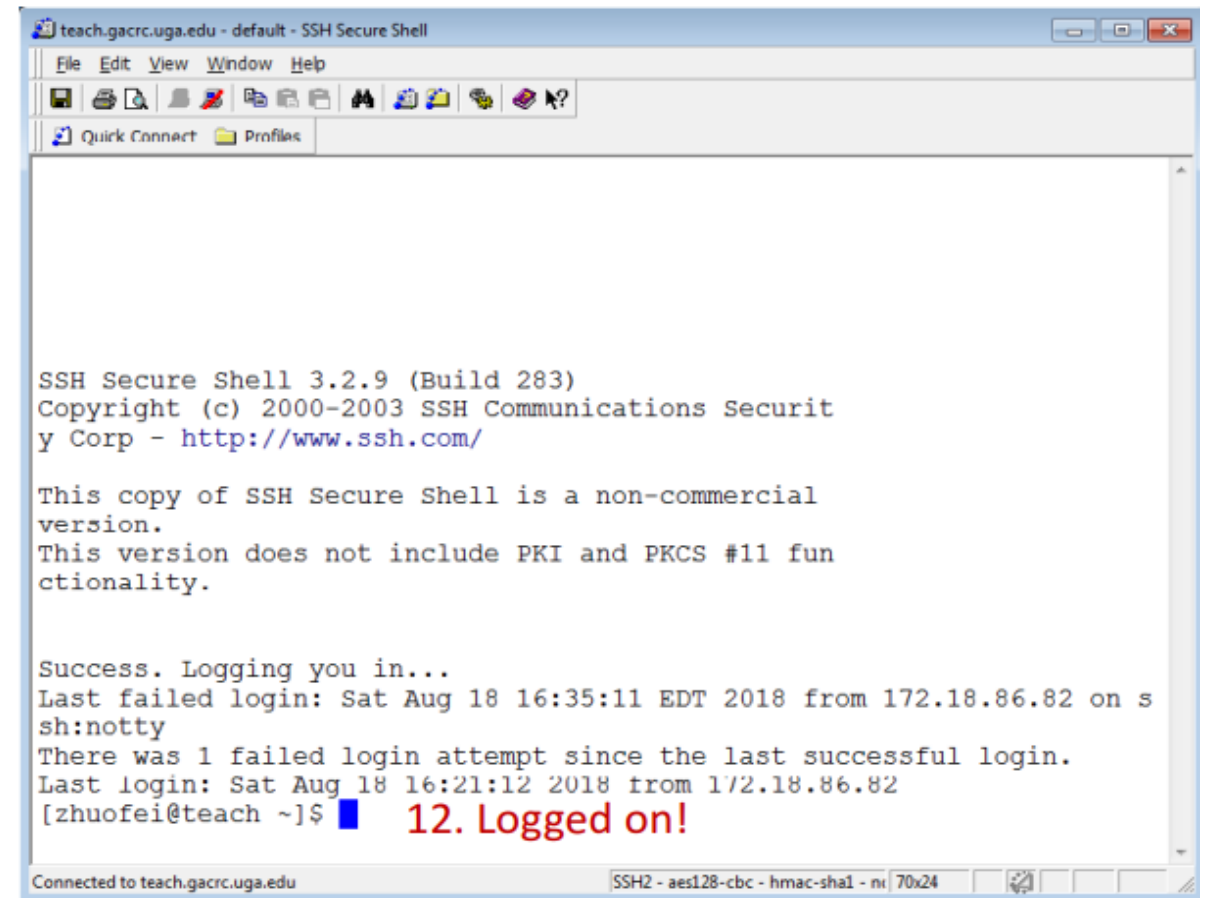 teach.gacrc.uga.edu - default - SSH Secure Shell
File Edit View Window Help
Quick Connect Profiles
SSH Secure Shell 3.2.9 (Build 283)
Copyright (c) 2000-2003 SSH Communications Securit
y Corp - http://www.ssh.com/
This copy of SSH Secure Shell is a non-commercial
version.
This version does not include PKI and PKCS #11 fun
ctionality.
Success. Logging you in...
Last failed login: Sat Aug 18 16:35:11 EDT 2018 from 172.18.86.82 on s
sh:notty
There was 1 failed login attempt since the last successful login.
Last login: Sat Aug 18 16:21:12 2018 from 172.18.86.82
[zhuofei@teach ~]$ 12. Logged on!
Connected to teach.gacrc.uga.edu SSH2 - aes128-cbc - hmac-sha1 - 70x24